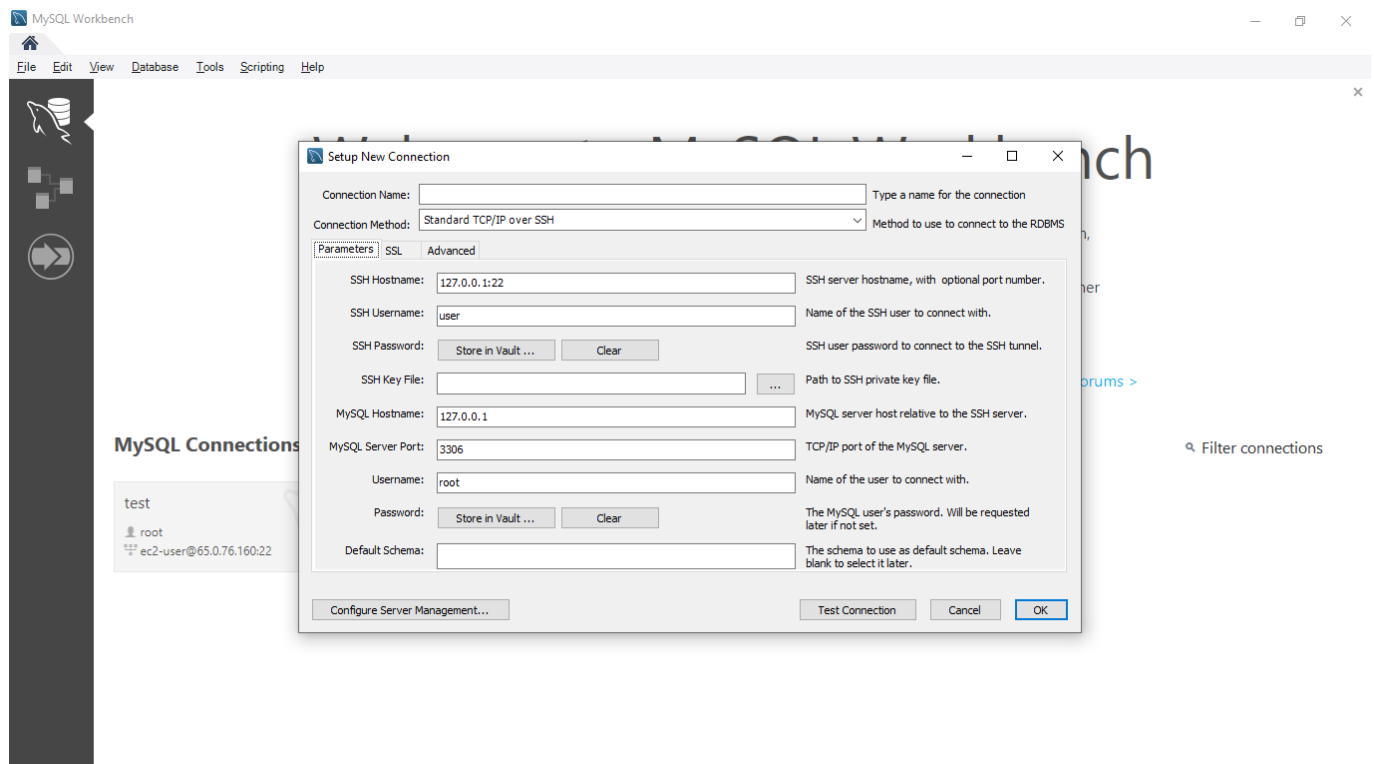 MySQL Workbench
File Edit View Database Tools Scripting Help
nch
Setup New Connection
Connection Name: Type a name for the connection
Connection Method: Standard TCP/IP over SSH Method to use to connect to the RDBMS
Parameters SSL Advanced
SSH Hostname: 127.0.0.1:22 SSH server hostname, with optional port number.
SSH Username: user Name of the SSH user to connect with.
SSH Password: Store in Vault ... Clear SSH user password to connect to the SSH tunnel.
SSH Key File: ... Path to SSH private key file.
MySQL Hostname: 127.0.0.1 MySQL server host relative to the SSH server.
MySQL Server Port: 3306 TCP/IP port of the MySQL server.
Username: root Name of the user to connect with.
Password: Store in Vault ... Clear The MySQL user's password. Will be requested
later if not set.
Default Schema: The schema to use as default schema. Leave
blank to select it later.
Configure Server Management... Test Connection Cancel OK
n,
her
orums >
MySQL Connections
Filter connections
test
root
ec2-user@65.0.76.160:22